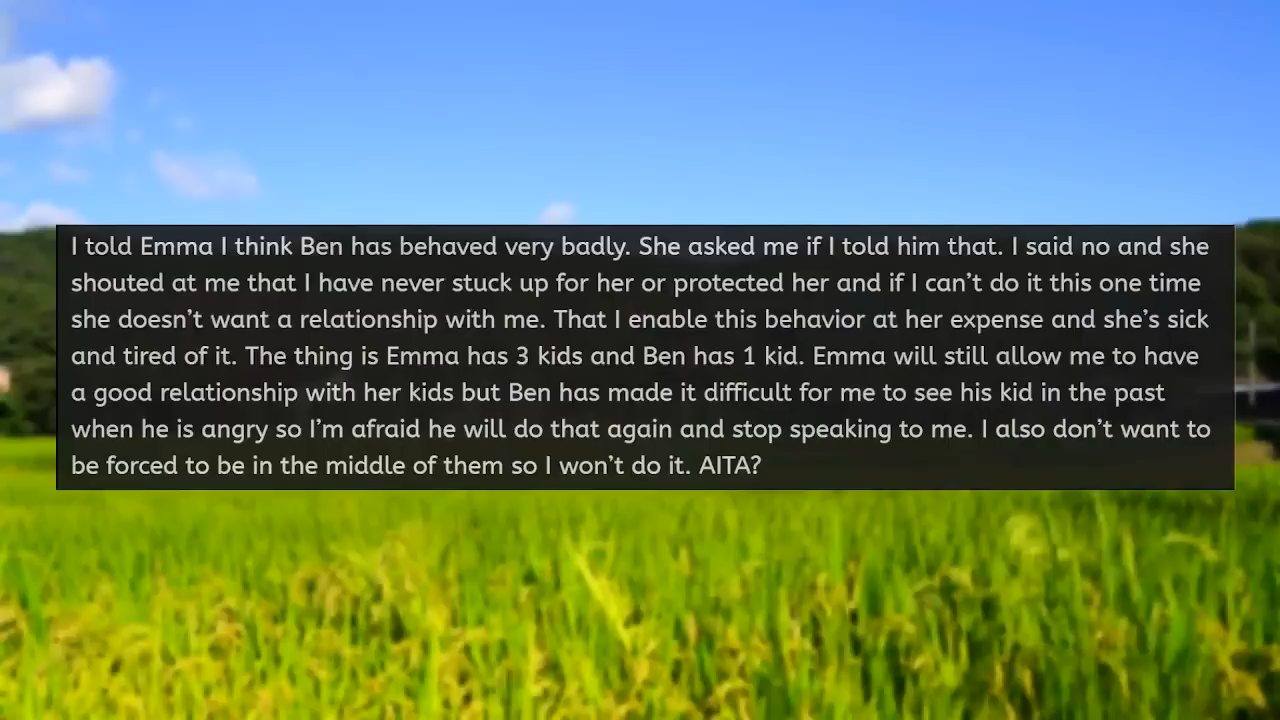 I told Emma I think Ben has behaved very badly. She asked me if I told him that. I said no and she
shouted at me that I have never stuck up for her or protected her and if I can’t do it this one time
she doesn’t want a relationship with me. That I enable this behavior at her expense and she’s sick
and tired of it. The thing is Emma has 3 kids and Ben has 1 kid. Emma will still allow me to have
a good relationship with her kids but Ben has made it difficult for me to see his kid in the past
when he is angry so I’m afraid he will do that again and stop speaking to me. I also don’t want to
be forced to be in the middle of them so I won’t do it. AITA?